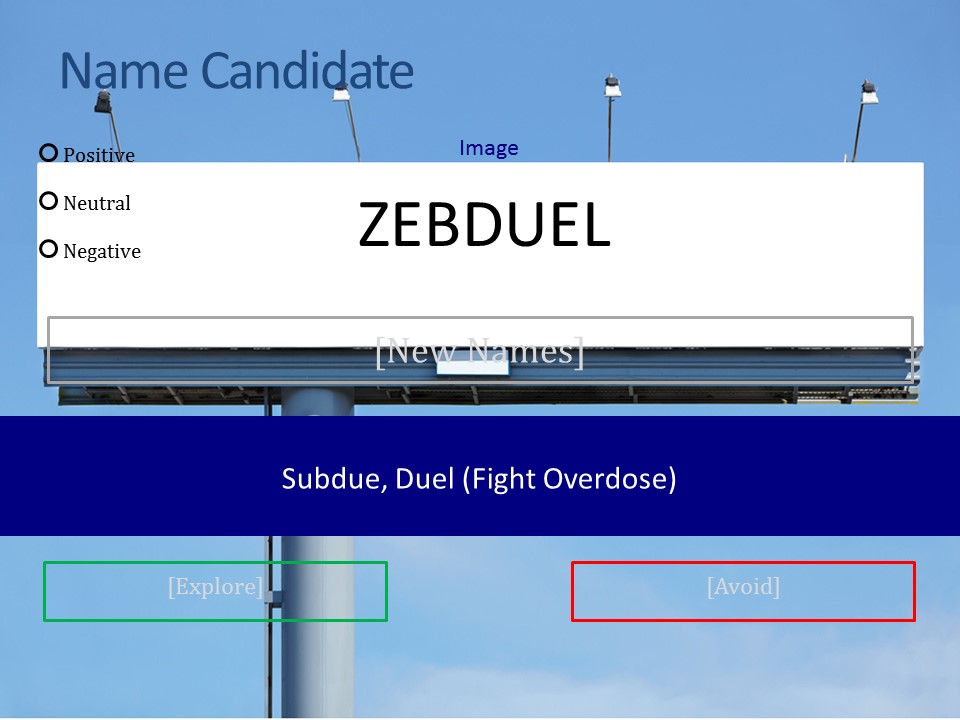 Name Candidate
Image
Positive
Neutral
Negative
ZEBDUEL
[New Names]
Subdue, Duel (Fight Overdose)
[Explore]
[Avoid]